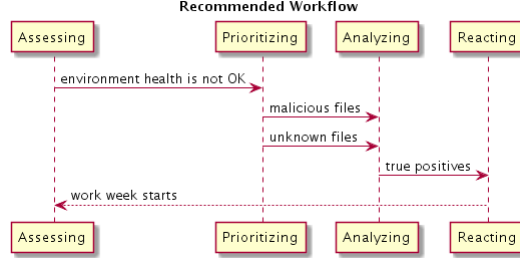 Recommended Workflow
Assessing Prioritizing Analyzing Reacting
environment health is not OK
malicious files
unknown files
true positives
work week starts
Assessing Prioritizing Analyzing Reacting